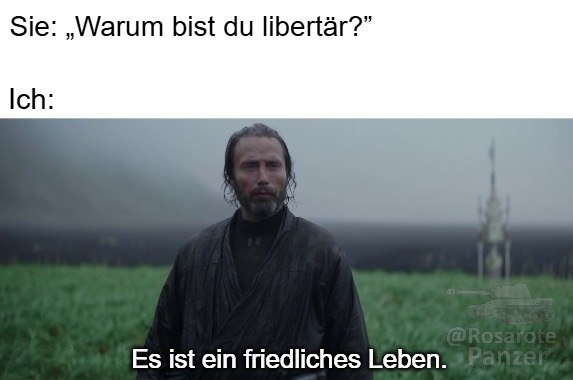 Sie: „Warum bist du libertär?”
Ich:
@Rosarote
Panzer
Es ist ein friedliches Leben.